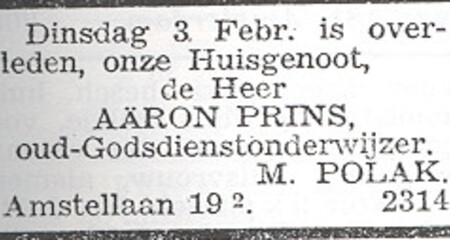 Dinsdag 3 Febr. is over-
leden, onze Huisgenoot,
de Heer
AÄRON PRINS,
oud-Godsdienstonderwijzer.
M. POLAK.
Amstellaan 19 ². 2314